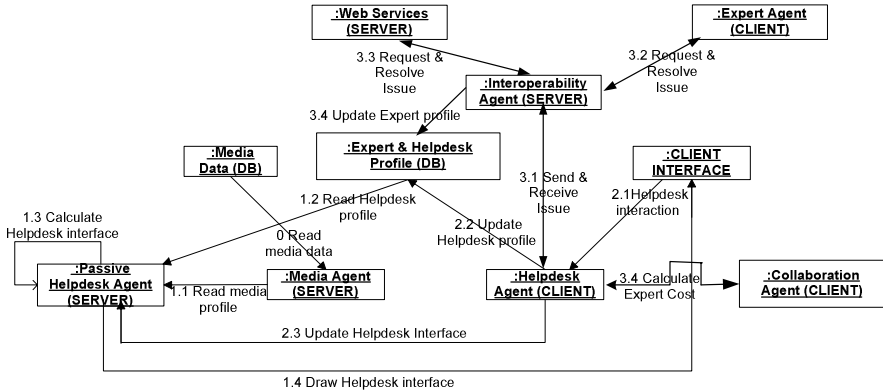 :Web Services
(SERVER)
:Expert Agent
(CLIENT)
3.3 Request &
Resolve
Issue
3.2 Request &
Resolve
Issue
:Interoperability
Agent (SERVER)
3.4 Update Expert profile
:Expert & Helpdesk
Profile (DB)
:Media
Data (DB)
:CLIENT
INTERFACE
3.1 Send &
Receive
Issue
1.2 Read Helpdesk
profile
2.1Helpdesk
interaction
1.3 Calculate
Helpdesk interface
2.2 Update
Helpdesk profile
0 Read
media data
:Passive
Helpdesk Agent
(SERVER)
:Media Agent
(SERVER)
:Helpdesk
Agent (CLIENT)
3.4 Calculate
Expert Cost
:Collaboration
Agent (CLIENT)
1.1 Read media
profile
2.3 Update Helpdesk Interface
1.4 Draw Helpdesk interface